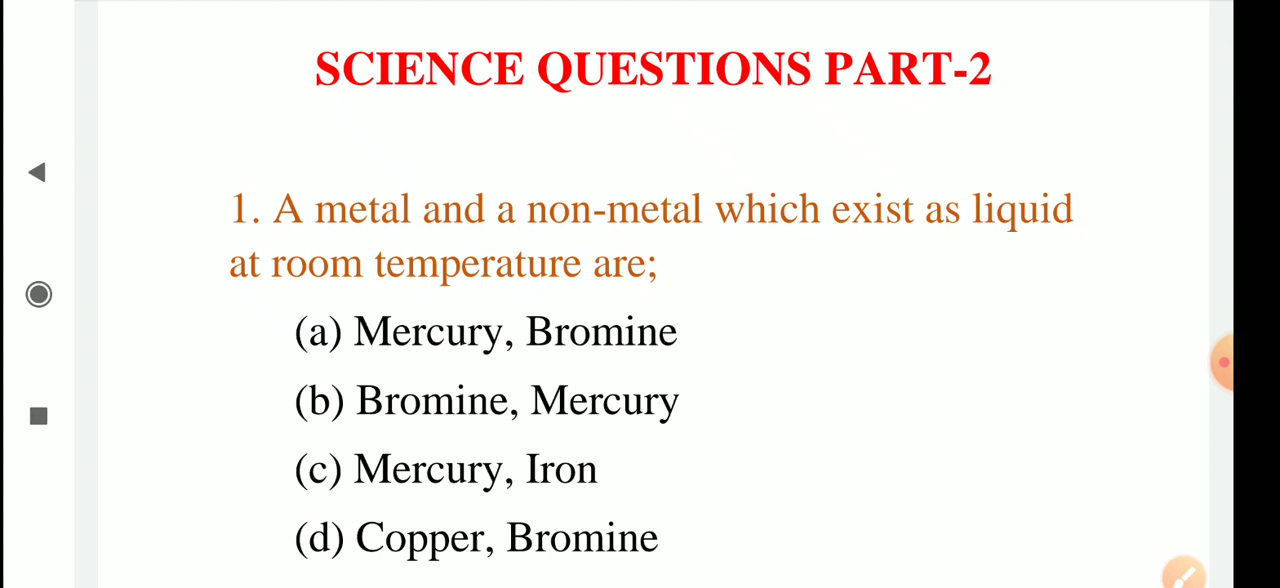 SCIENCE QUESTIONS PART-2
1. A metal and a non-metal which exist as liquid
at room temperature are;
(a) Mercury, Bromine
(b) Bromine, Mercury
(c) Mercury, Iron
(d) Copper, Bromine